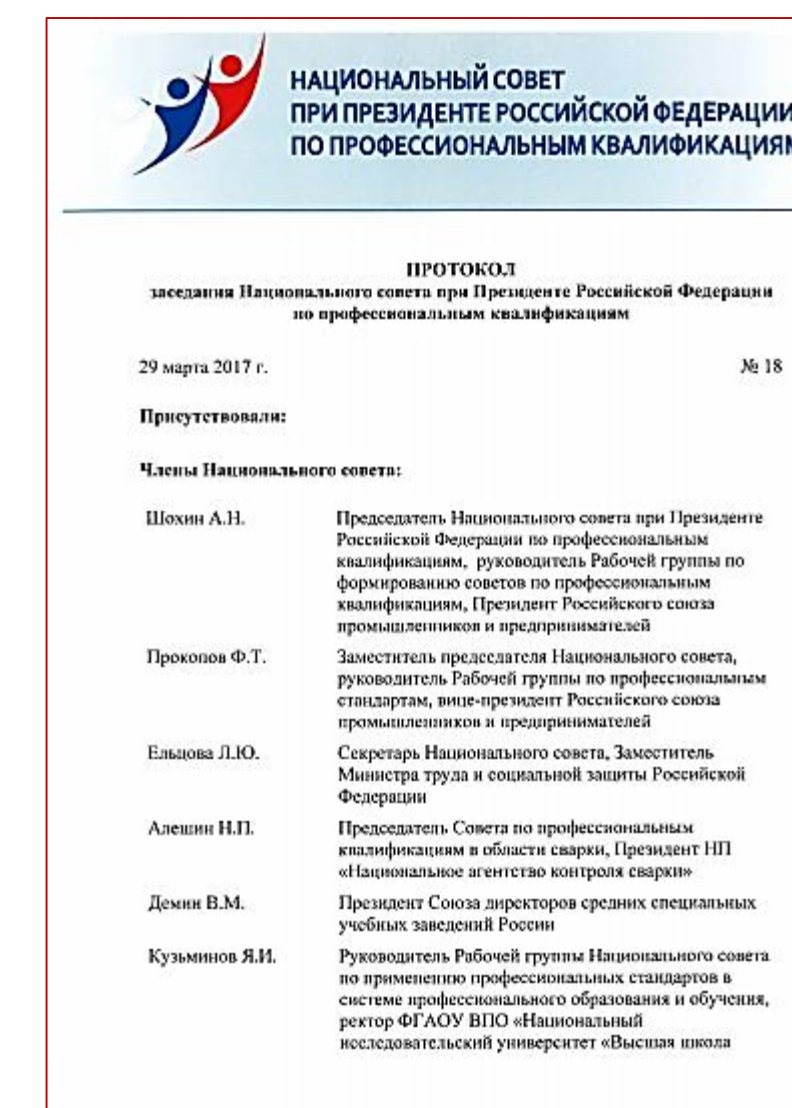 НАЦИОНАЛЬНЫЙ СОВЕТ
ПРИ ПРЕЗИДЕНТЕ РОССИЙСКОЙ ФЕДЕРАЦИИ
ПО ПРОФЕССИОНАЛЬНЫМ КВАЛИФИКАЦИЯМ
ПРОТОКОЛ
заседания Национального совета при Президенте Российской Федерации
по профессиональным квалификациям
29 марта 2017 г. № 18
Присутствовали:
Члены Национального совета:
Шохин А.Н. Председатель Национального совета при Президенте
Российской Федерации по профессиональным
квалификациям, руководитель Рабочей группы по
формированию советов по профессиональным
квалификациям, Президент Российского союза
промышленников и предпринимателей
Прокопов Ф.Т. Заместитель председателя Национального совета,
руководитель Рабочей группы по профессиональным
стандартам, вице-президент Российского союза
промышленников и предпринимателей
Ельцова Л.Ю. Секретарь Национального совета, Заместитель
Министра труда и социальной защиты Российской
Федерации
Алешин Н.П. Председатель Совета по профессиональным
квалификациям в области сварки, Президент НП
«Национальное агентство контроля сварки»
Демин В.М. Президент Союза директоров средних специальных
учебных заведений России
Кузьминов Я.И. Руководитель Рабочей группы Национального совета
по применению профессиональных стандартов в
системе профессионального образования и обучения,
ректор ФГАОУ ВПО «Национальный
исследовательский университет «Высшая школа